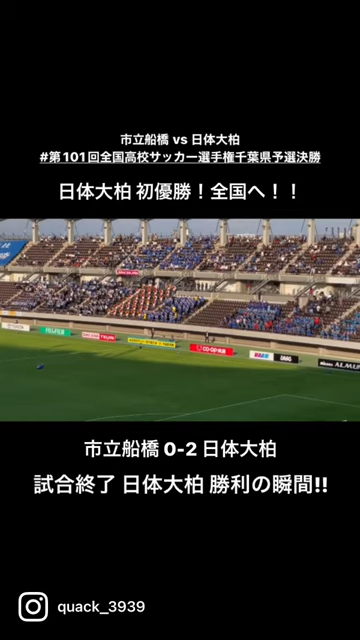 市立船橋 vs 日体大柏
#第101回全国高校サッカー選手権千葉県予選決勝
日体大柏 初優勝！全国へ！！
FUJIFILM
CO-OP
市立船橋 0-2 日体大柏
試合終了 日体大柏 勝利の瞬間!!
quack_3939